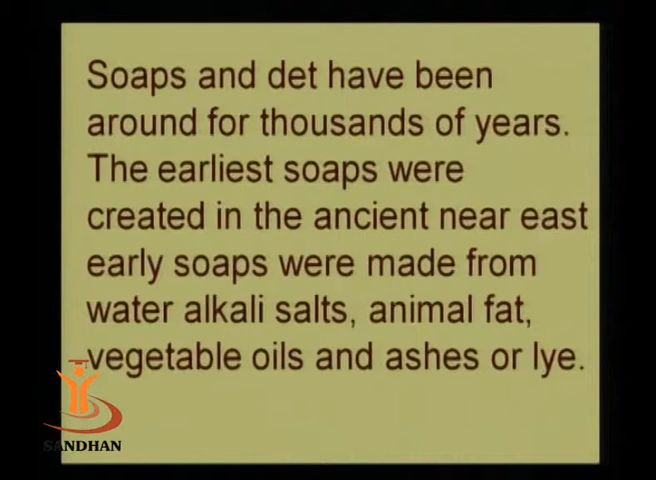 Soaps and det have been
around for thousands of years.
The earliest soaps were
created in the ancient near east
early soaps were made from
water alkali salts, animal fat,
vegetable oils and ashes or lye.
SANDHAN